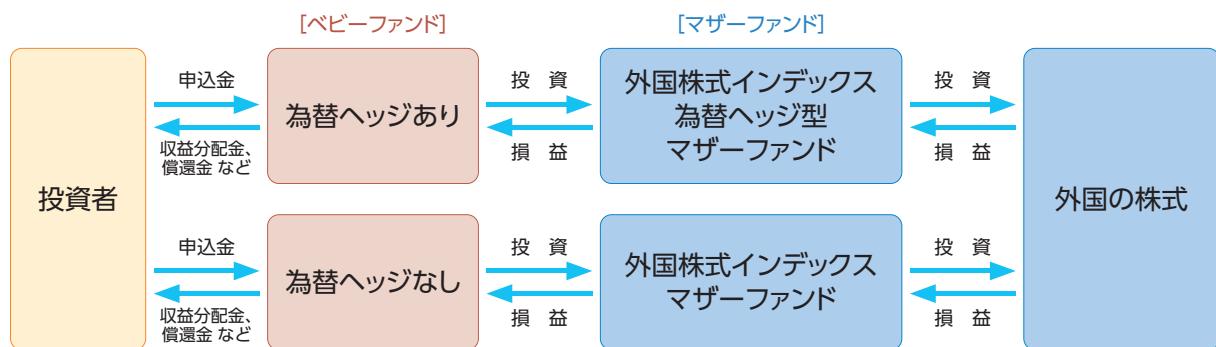 [ベビーファンド]
[マザーファンド]
投資者
申込金
収益分配金、
償還金 など
為替ヘッジあり
投 資
損 益
外国株式インデックス
為替ヘッジ型
マザーファンド
投 資
損 益
外国の株式
申込金
収益分配金、
償還金 など
為替ヘッジなし
投 資
損 益
外国株式インデックス
マザーファンド
投 資
損 益